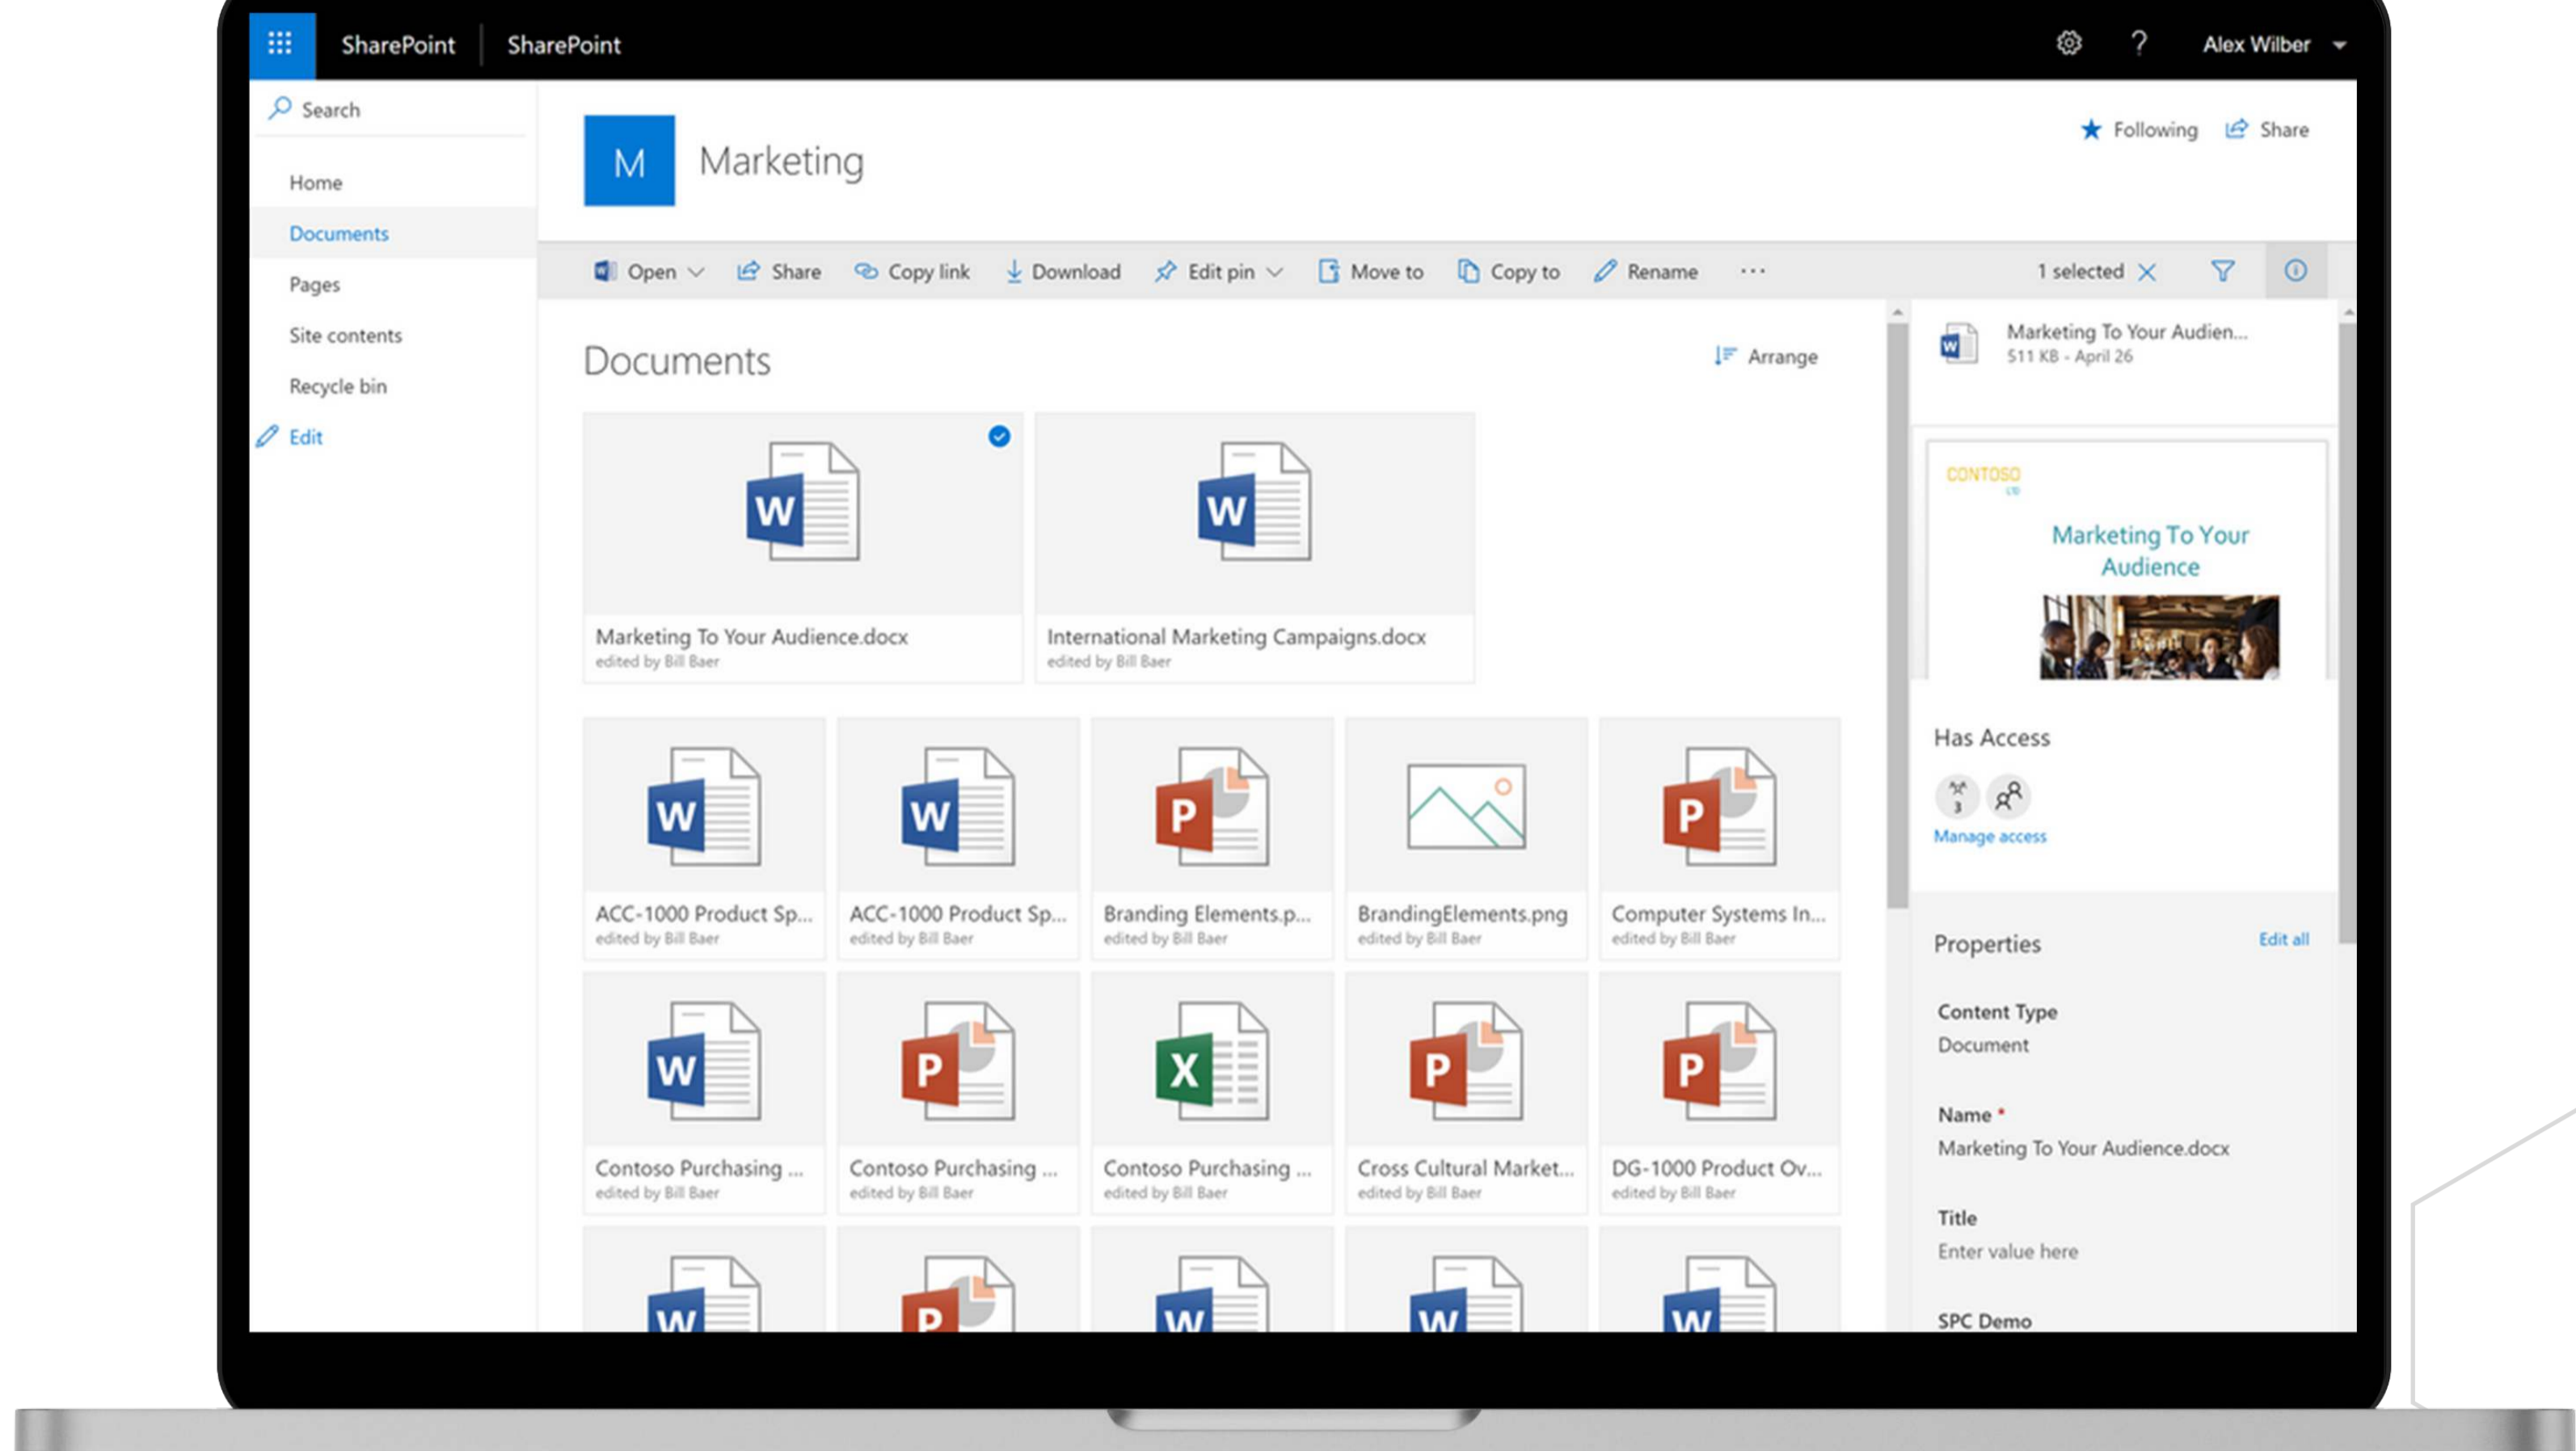 SharePoint
SharePoint
Alex Wilber
Search
Home
Documents
Pages
Site contents
Recycle bin
Edit
M
Marketing
Following
Share
Open
Share
Copy link
Download
Edit pin
Move to
Copy to
Rename
...
1 selected
Documents
Arrange
W
Marketing To Your Audience.docx
edited by Bill Baer
W
International Marketing Campaigns.docx
edited by Bill Baer
W
ACC-1000 Product Sp...
edited by Bill Baer
W
ACC-1000 Product Sp...
edited by Bill Baer
P
Branding Elements.p...
edited by Bill Baer
BrandingElements.png
edited by Bill Baer
P
Computer Systems In...
edited by Bill Baer
W
Contoso Purchasing ...
edited by Bill Baer
P
Contoso Purchasing ...
edited by Bill Baer
X
Contoso Purchasing ...
edited by Bill Baer
P
Cross Cultural Market...
edited by Bill Baer
P
DG-1000 Product Ov...
edited by Bill Baer
W
P
W
W
W
W
Marketing To Your Audien...
511 KB - April 26
CONTOSO
LTD
Marketing To Your
Audience
Has Access
3
Manage access
Properties
Edit all
Content Type
Document
Name *
Marketing To Your Audience.docx
Title
Enter value here
SPC Demo